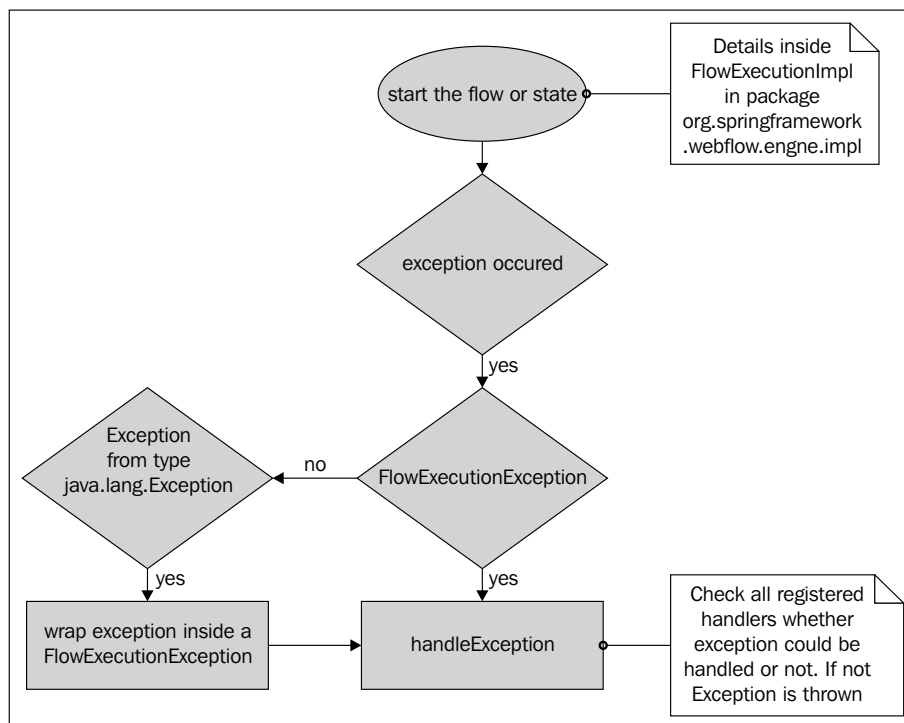 start the flow or state
Details inside
FlowExecutionImpl
in package
org.springframework
.webflow.engne.impl
exception occured
yes
Exception
from type
java.lang.Exception
no
FlowExecutionException
yes
yes
wrap exception inside a
FlowExecutionException
handleException
Check all registered
handlers whether
exception could be
handled or not. If not
Exception is thrown